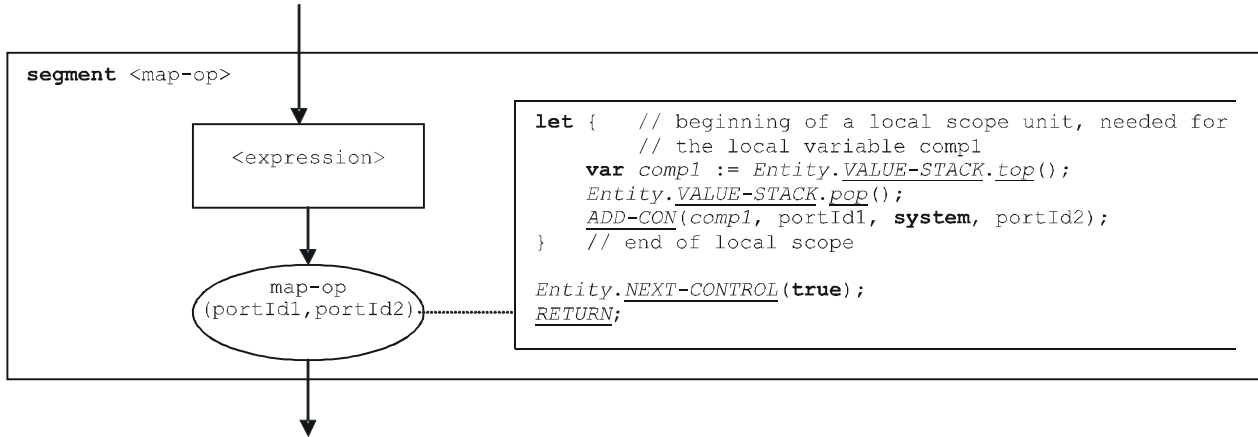 segment <map-op>
<expression>
map-op
(portId1,portId2)
let {   // beginning of a local scope unit, needed for
// the local variable comp1
var comp1 := Entity.VALUE-STACK.top();
Entity.VALUE-STACK.pop();
ADD-CON(comp1, portId1, system, portId2);
}   // end of local scope
Entity.NEXT-CONTROL(true);
RETURN;